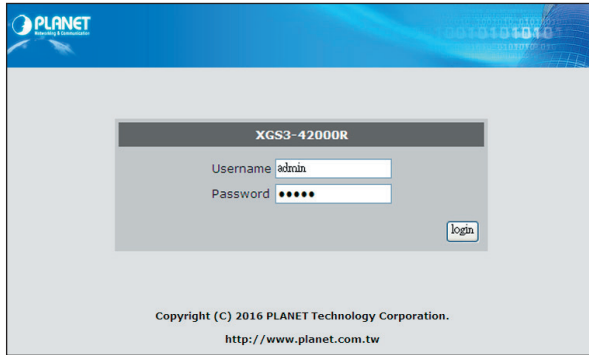 PLANET
Networking & Communication
XGS3-42000R
Username admin
Password •••••
login
Copyright (C) 2016 PLANET Technology Corporation.
http://www.planet.com.tw